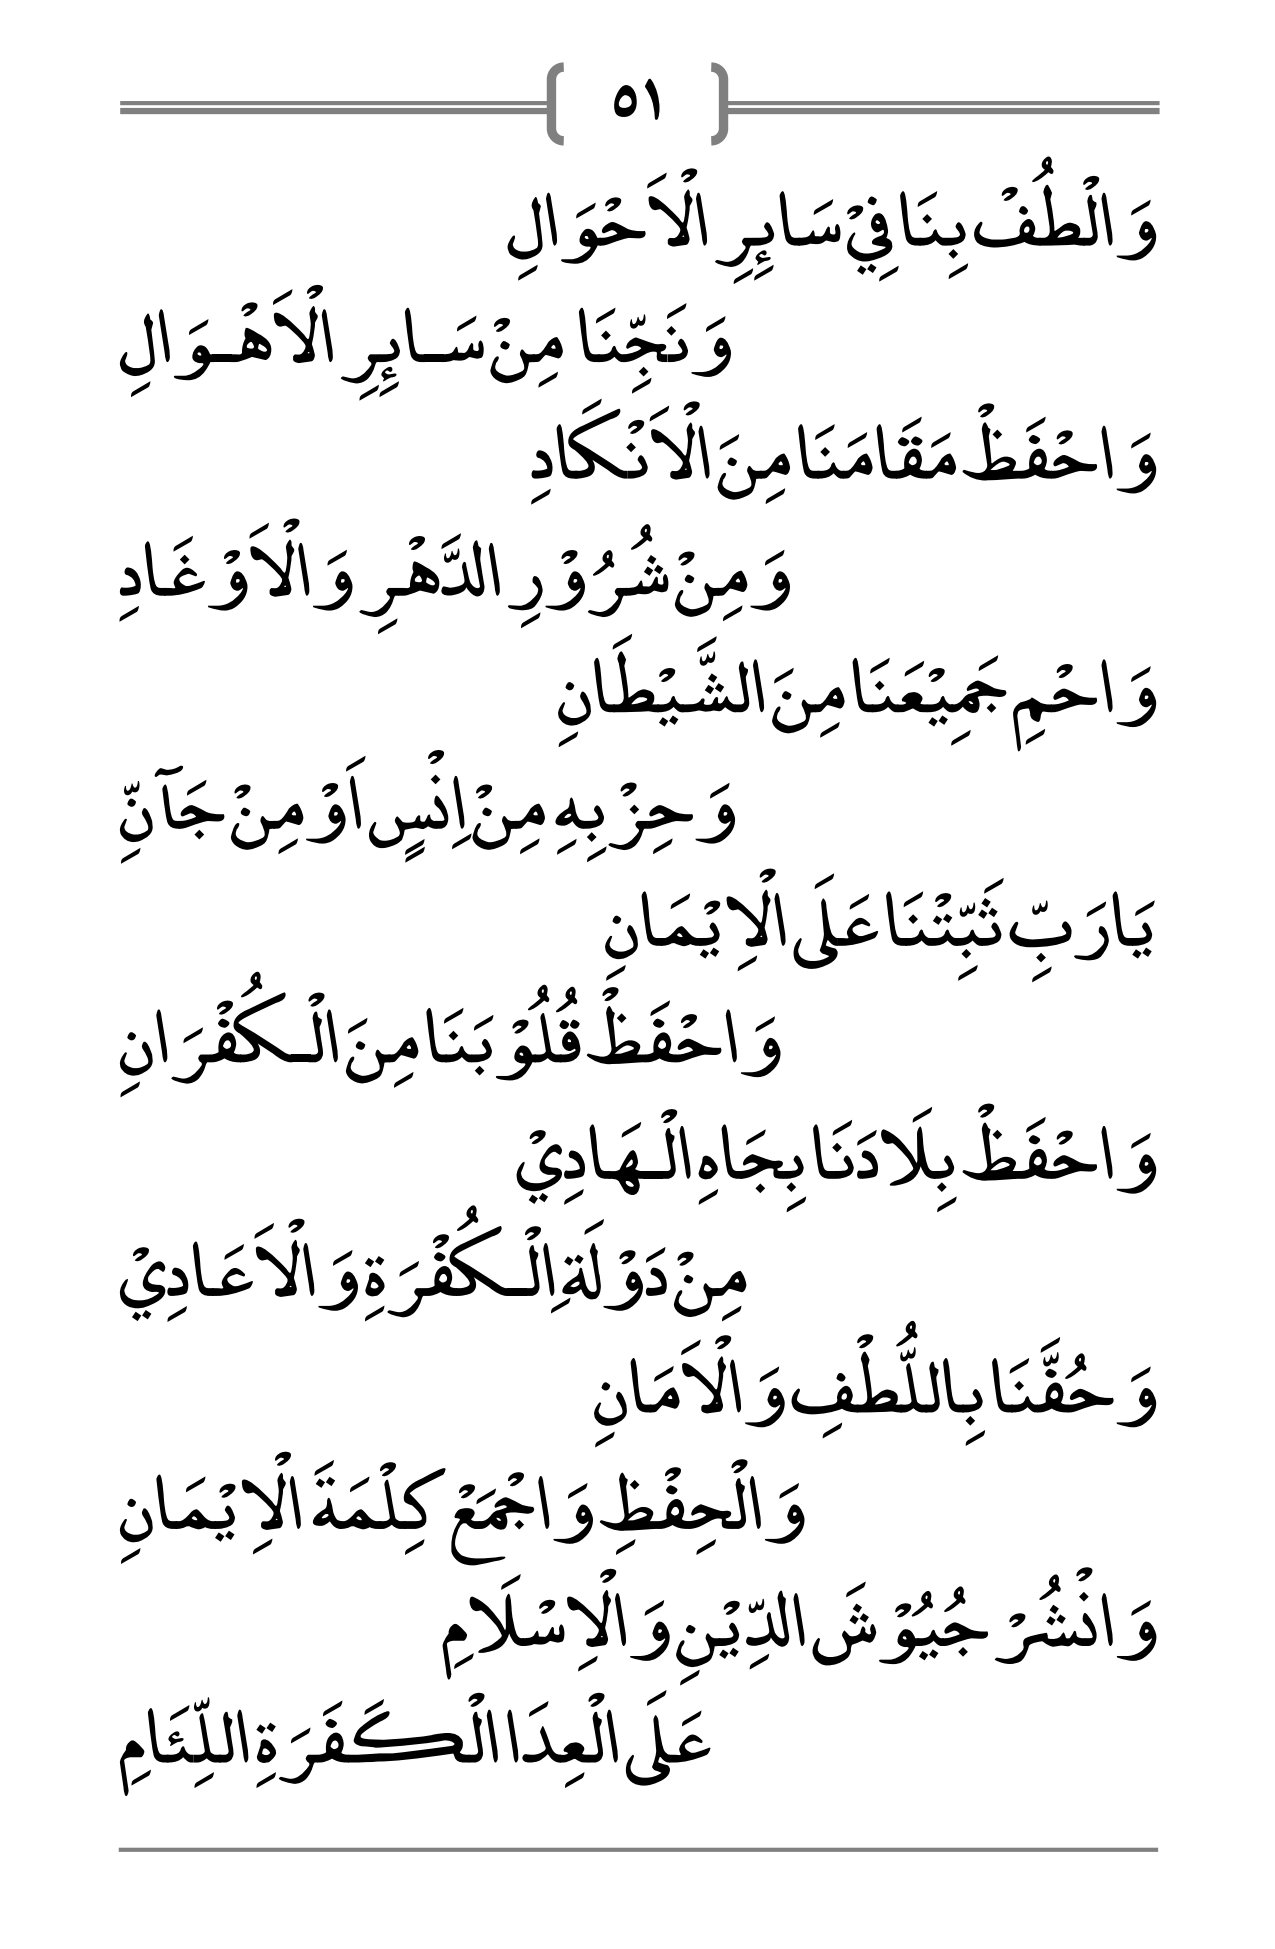 ٥١
وَالْطُفْ بِنَا فِيْ سَايِٕرِ الْاَحْوَالِ
وَنَجِّنَا مِنْ سَايِٕرِ الْاَهْوَالِ
وَاحْفَظْ مَقَامَنَا مِنَ الْاَنْكَادِ
وَمِنْ شُرُوْرِ الدَّهْرِ وَالْاَوْغَادِ
وَاحْمِ جَمِيْعَنَا مِنَ الشَّيْطَانِ
وَحِزْبِهِ مِنْ اِنْسٍ اَوْ مِنْ جَآنِّ
يَارَبِّ ثَبِّتْنَا عَلَى الْاِيْمَانِ
وَاحْفَظْ قُلُوْبَنَا مِنَ الْكُفْرَانِ
وَاحْفَظْ بِلَادَنَا بِجَاهِ الْهَادِيْ
مِنْ دَوْلَةِ الْكُفْرَةِ وَالْاَعَادِيْ
وَحُفَّنَا بِاللُّطْفِ وَالْاَمَانِ
وَالْحِفْظِ وَاجْمَعْ كِلْمَةَ الْاِيْمَانِ
وَانْشُرْ جُيُوْشَ الدِّيْنِ وَالْاِسْلَامِ
عَلَى الْعِدَا الْكَفَرَةِ اللِّئَامِ